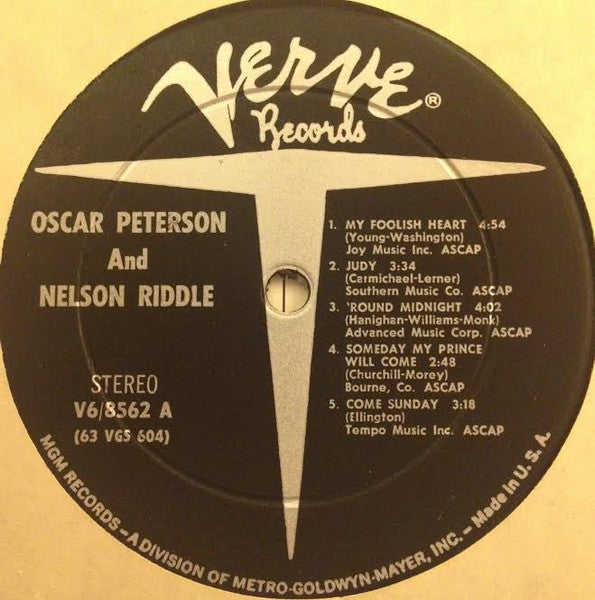 Verve ®
Records
OSCAR PETERSON
And
NELSON RIDDLE
STEREO
V6/8562 A
(63 VGS 604)
1. MY FOOLISH HEART 4:54
(Young-Washington)
Joy Music Inc. ASCAP
2. JUDY 3:34
(Carmichael-Lerner)
Southern Music Co. ASCAP
3. 'ROUND MIDNIGHT 4:02
(Hanighan-Williams-Monk)
Advanced Music Corp. ASCAP
4. SOMEDAY MY PRINCE
WILL COME 2:48
(Churchill-Morey)
Bourne, Co. ASCAP
5. COME SUNDAY 3:18
(Ellington)
Tempo Music Inc. ASCAP
MGM RECORDS—A DIVISION OF METRO-GOLDWYN-MAYER, INC.—Made in U. S. A.